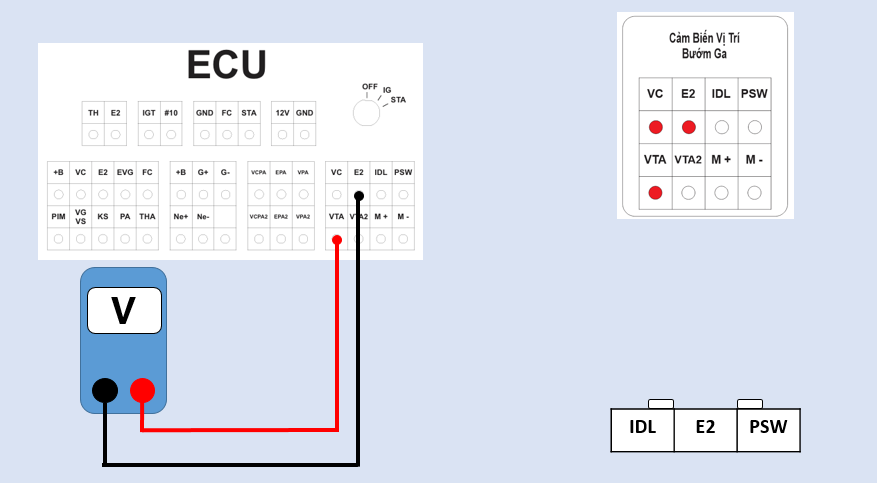 ECU
OFF IG
STA
TH E2 IGT #10 GND FC STA 12V GND
+B VC E2 EVG FC +B G+ G- VCPA EPA VPA VC E2 IDL PSW
PIM VG VS KS PA THA Ne+ Ne- VCPA2 EPA2 VPA2 VTA VTA2 M + M -
V
Cảm Biến Vị Trí
Bướm Ga
VC E2 IDL PSW
VTA VTA2 M + M -
IDL E2 PSW